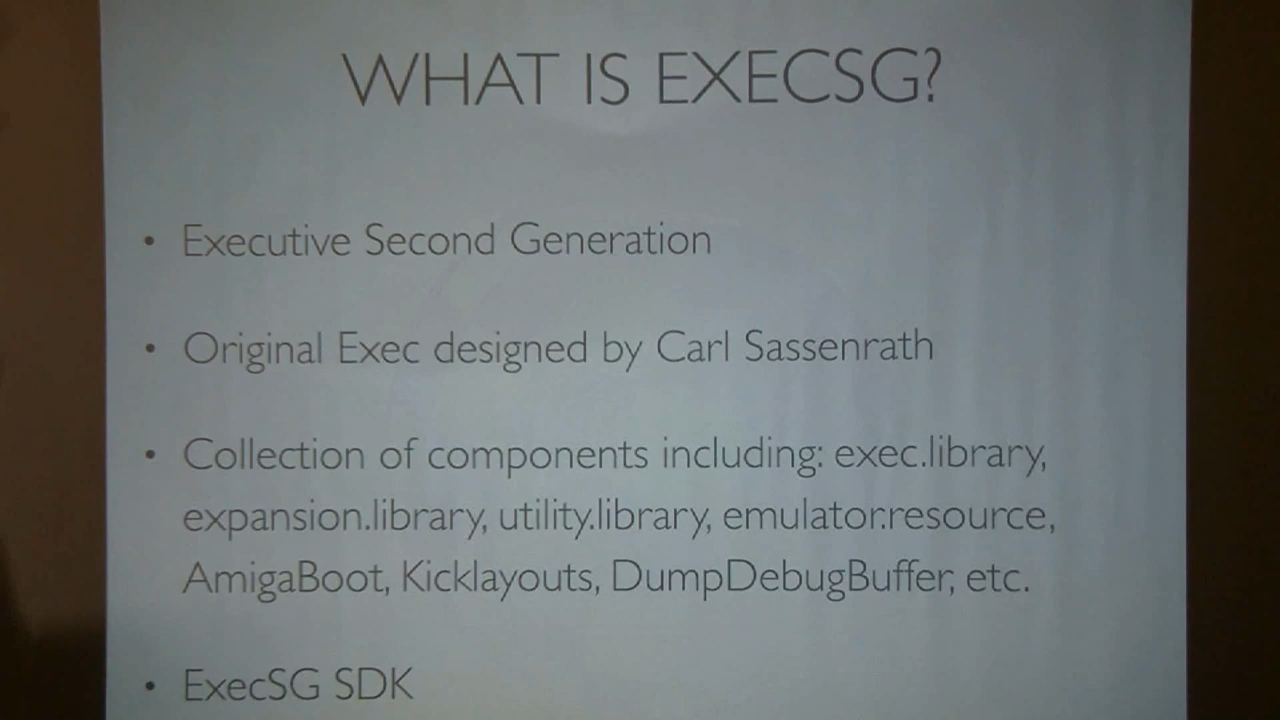 WHAT IS EXECSG?
• Executive Second Generation
• Original Exec designed by Carl Sassenrath
• Collection of components including: exec.library,
expansion.library, utility.library, emulator.resource,
AmigaBoot, Kicklayouts, DumpDebugBuffer, etc.
• ExecSG SDK